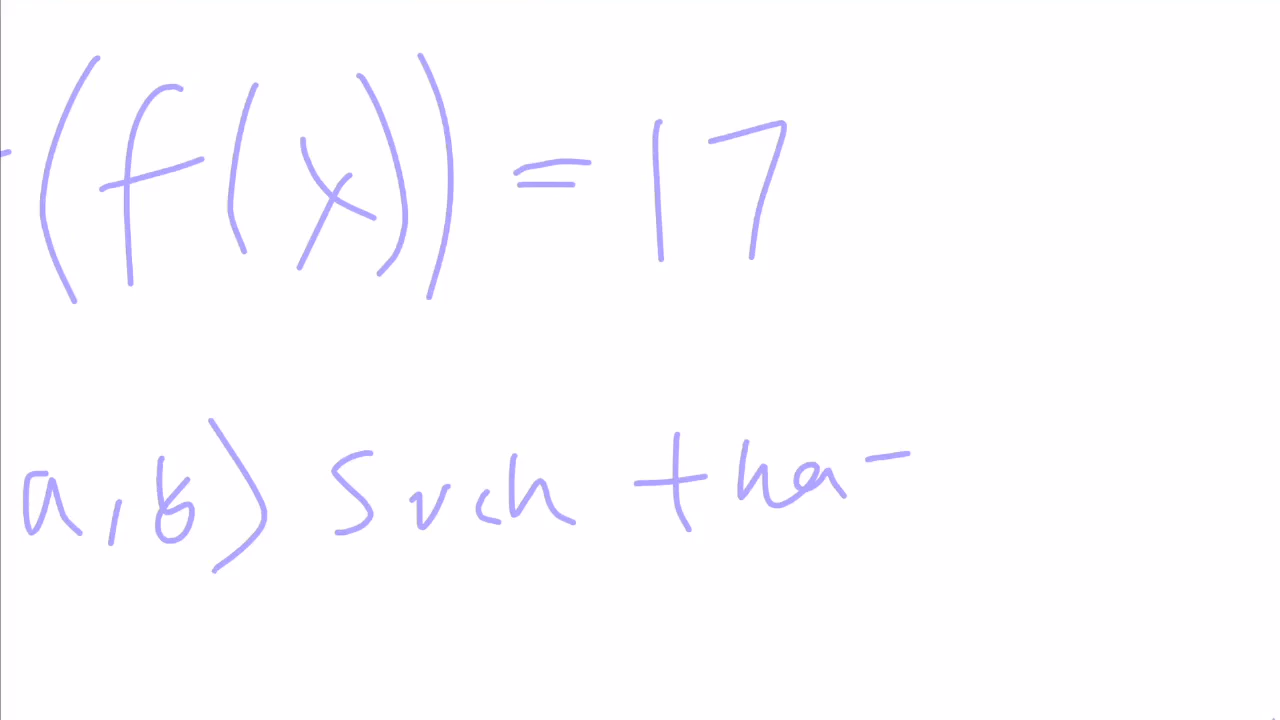 (f(x)) = 17
a, b) such tha